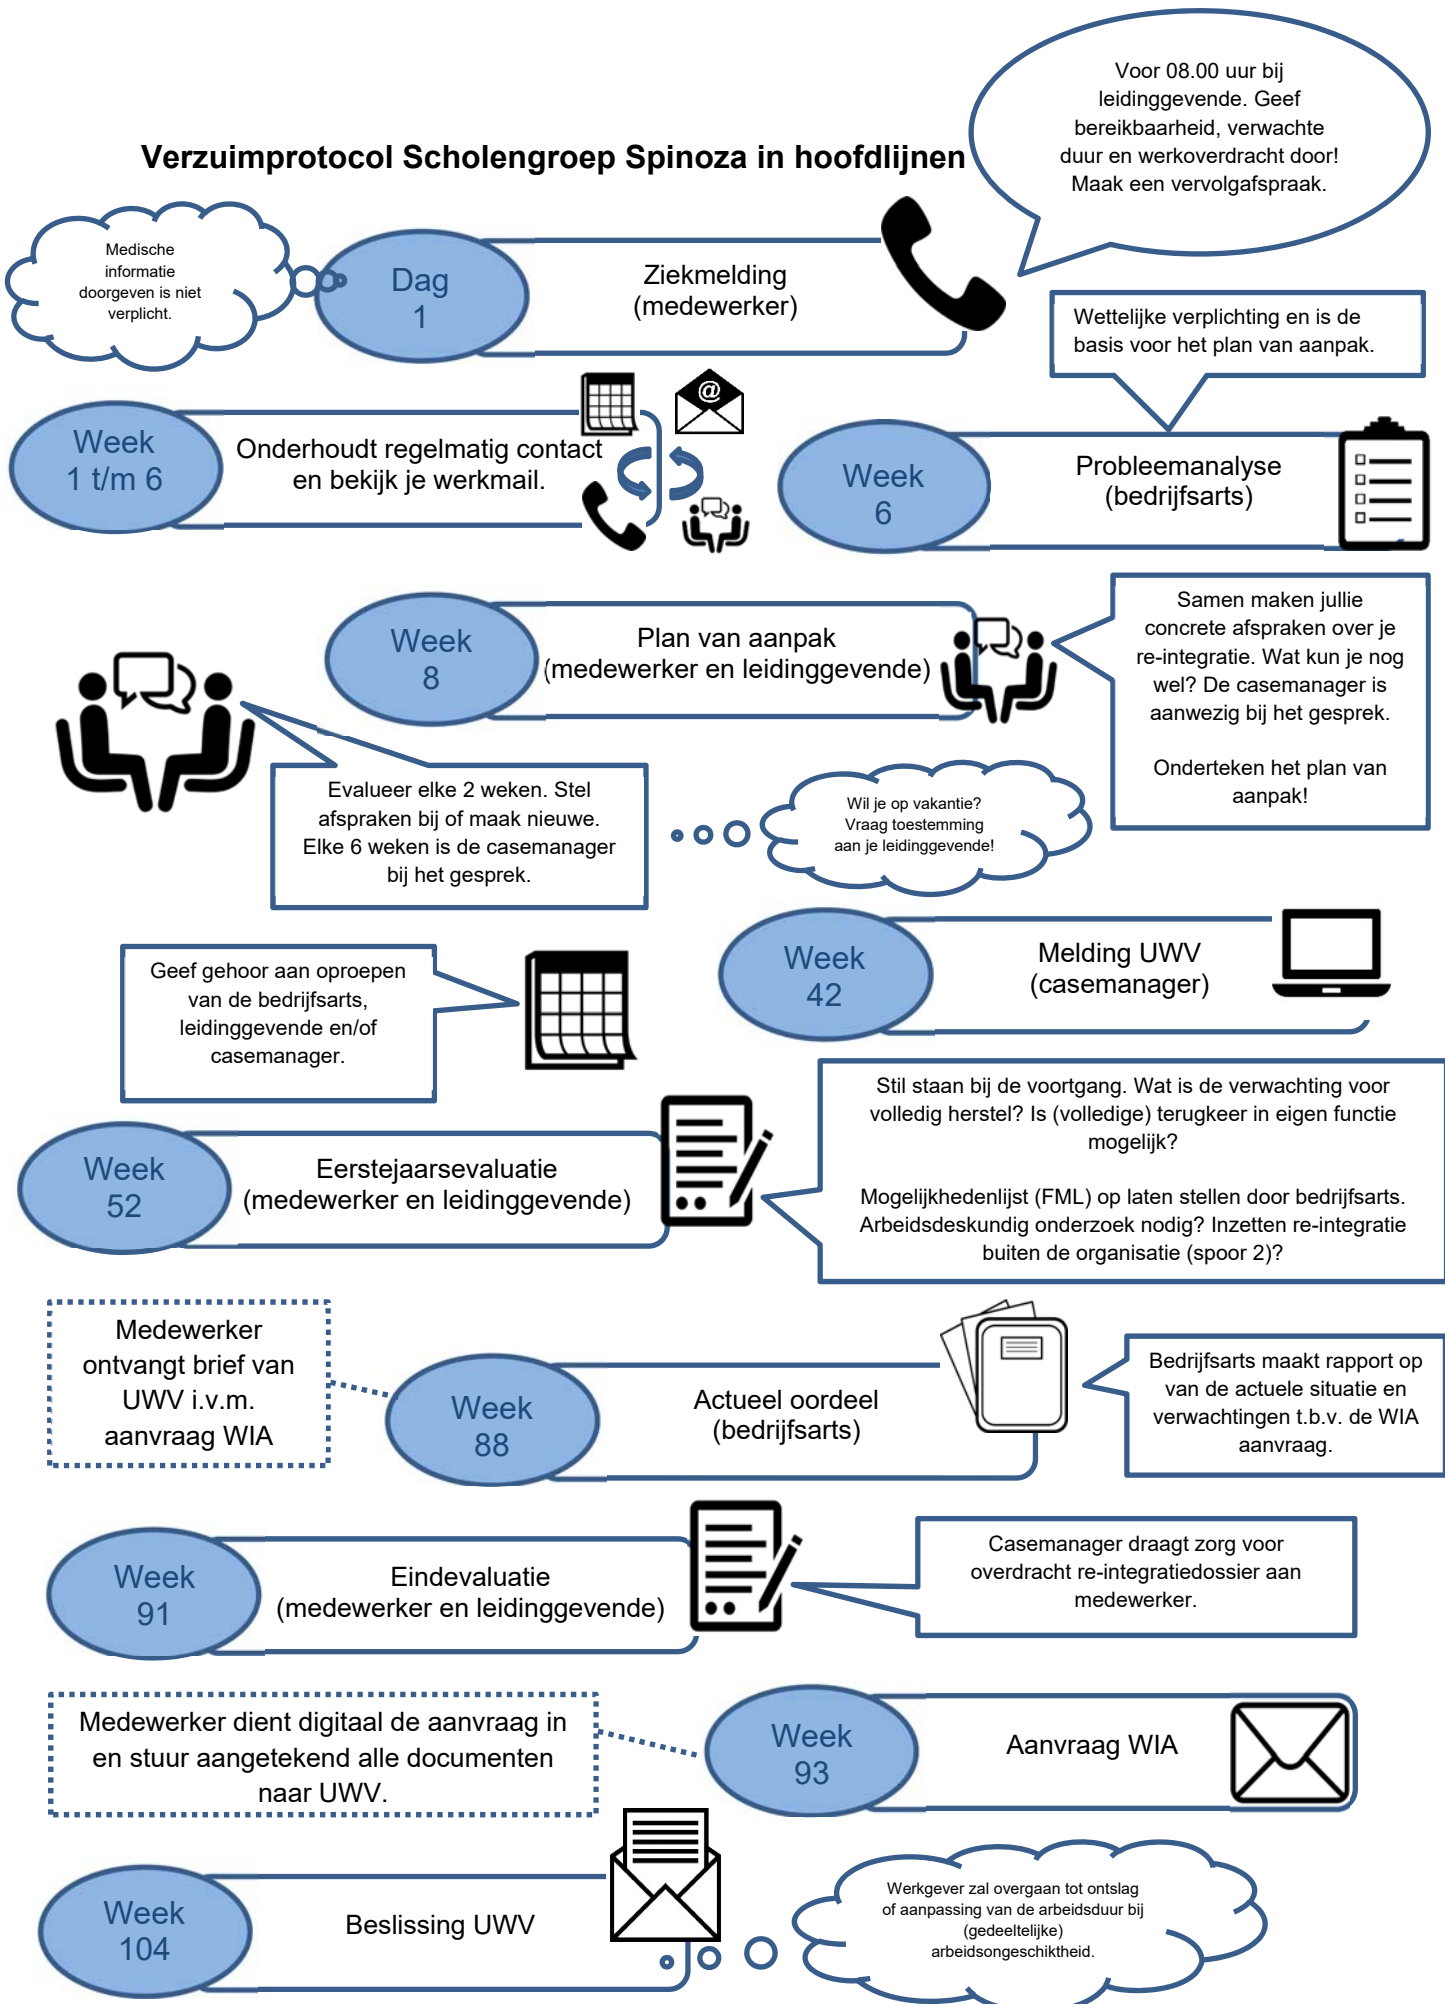 Verzuimprotocol Scholengroep Spinoza in hoofdlijnen
Voor 08.00 uur bij
leidinggevende. Geef
bereikbaarheid, verwachte
duur en werkoverdracht door!
Maak een vervolgafspraak.
Medische
informatie
doorgeven is niet
verplicht.
Dag
1
Ziekmelding
(medewerker)
Wettelijke verplichting en is de
basis voor het plan van aanpak.
Week
1 t/m 6
Onderhoudt regelmatig contact
en bekijk je werkmail.
@
Week
6
Probleemanalyse
(bedrijfsarts)
Week
8
Plan van aanpak
(medewerker en leidinggevende)
Samen maken jullie
concrete afspraken over je
re-integratie. Wat kun je nog
wel? De casemanager is
aanwezig bij het gesprek.
Onderteken het plan van
aanpak!
Evalueer elke 2 weken. Stel
afspraken bij of maak nieuwe.
Elke 6 weken is de casemanager
bij het gesprek.
Wil je op vakantie?
Vraag toestemming
aan je leidinggevende!
Geef gehoor aan oproepen
van de bedrijfsarts,
leidinggevende en/of
casemanager.
Week
42
Melding UWV
(casemanager)
Week
52
Eerstejaarsevaluatie
(medewerker en leidinggevende)
Stil staan bij de voortgang. Wat is de verwachting voor
volledig herstel? Is (volledige) terugkeer in eigen functie
mogelijk?
Mogelijkhedenlijst (FML) op laten stellen door bedrijfsarts.
Arbeidsdeskundig onderzoek nodig? Inzetten re-integratie
buiten de organisatie (spoor 2)?
Medewerker
ontvangt brief van
UWV i.v.m.
aanvraag WIA
Week
88
Actueel oordeel
(bedrijfsarts)
Bedrijfsarts maakt rapport op
van de actuele situatie en
verwachtingen t.b.v. de WIA
aanvraag.
Week
91
Eindevaluatie
(medewerker en leidinggevende)
Casemanager draagt zorg voor
overdracht re-integratiedossier aan
medewerker.
Medewerker dient digitaal de aanvraag in
en stuur aangetekend alle documenten
naar UWV.
Week
93
Aanvraag WIA
Week
104
Beslissing UWV
Werkgever zal overgaan tot ontslag
of aanpassing van de arbeidsduur bij
(gedeeltelijke)
arbeidsongeschiktheid.